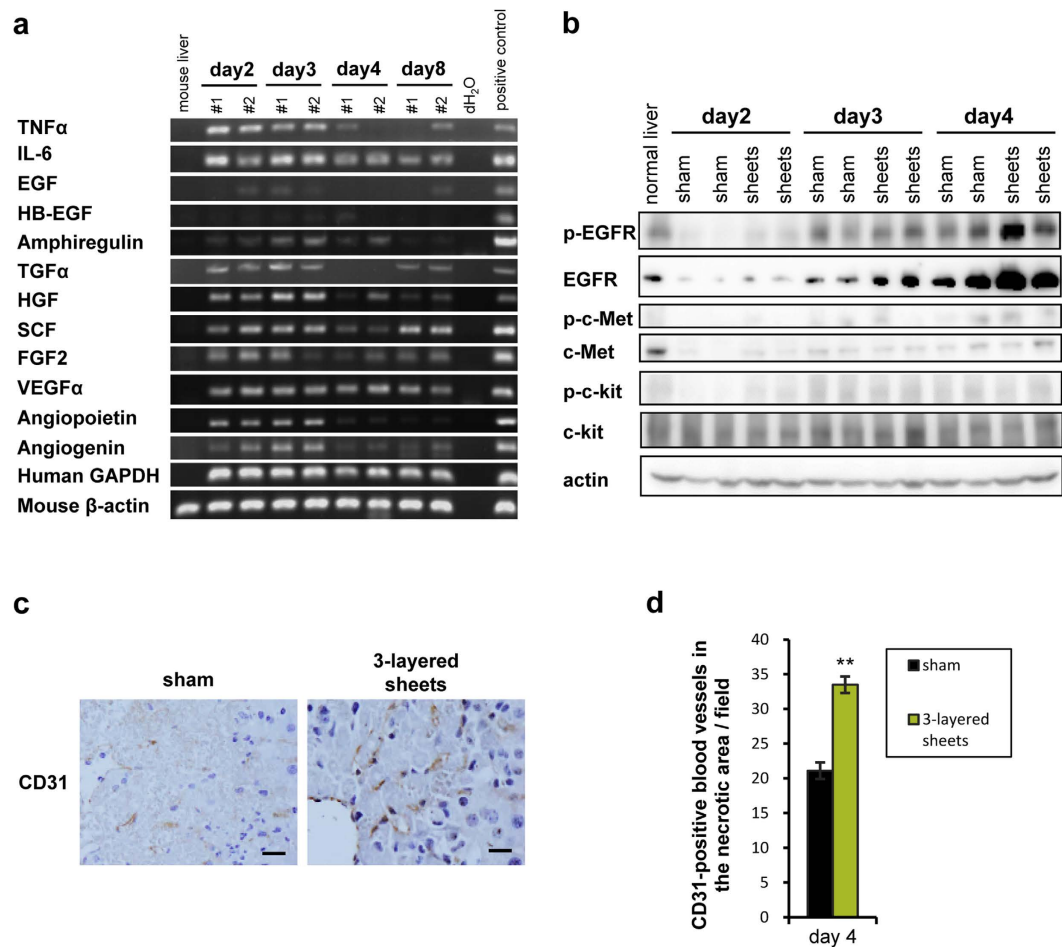 a
mouse liver
day2
day3
day4
day8
dH₂O
positive control
#1
#2
#1
#2
#1
#2
#1
#2
TNFα
IL-6
EGF
HB-EGF
Amphiregulin
TGFα
HGF
SCF
FGF2
VEGFα
Angiopoietin
Angiogenin
Human GAPDH
Mouse β-actin
b
day2
day3
day4
normal liver
sham
sham
sheets
sheets
sham
sham
sheets
sheets
sham
sham
sheets
sheets
p-EGFR
EGFR
p-c-Met
c-Met
p-c-kit
c-kit
actin
c
sham
3-layered
sheets
CD31
d
CD31-positive blood vessels in
the necrotic area / field
40
35
30
25
20
15
10
5
0
**
day 4
sham
3-layered
sheets